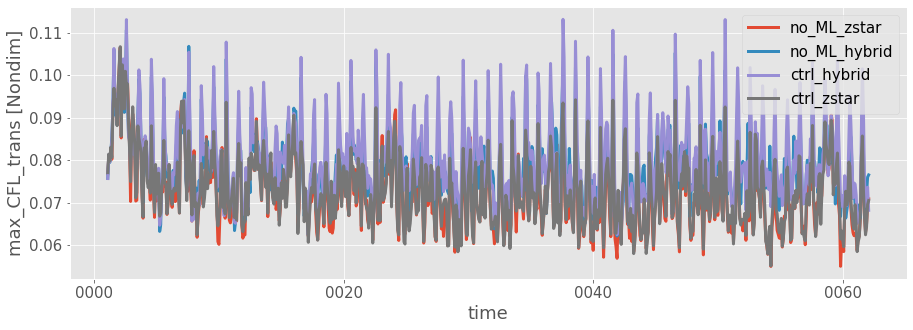 max_CFL_trans [Nondim]
0.11
0.10
0.09
0.08
0.07
0.06
no_ML_zstar
no_ML_hybrid
ctrl_hybrid
ctrl_zstar
0000
0020
0040
0060
time